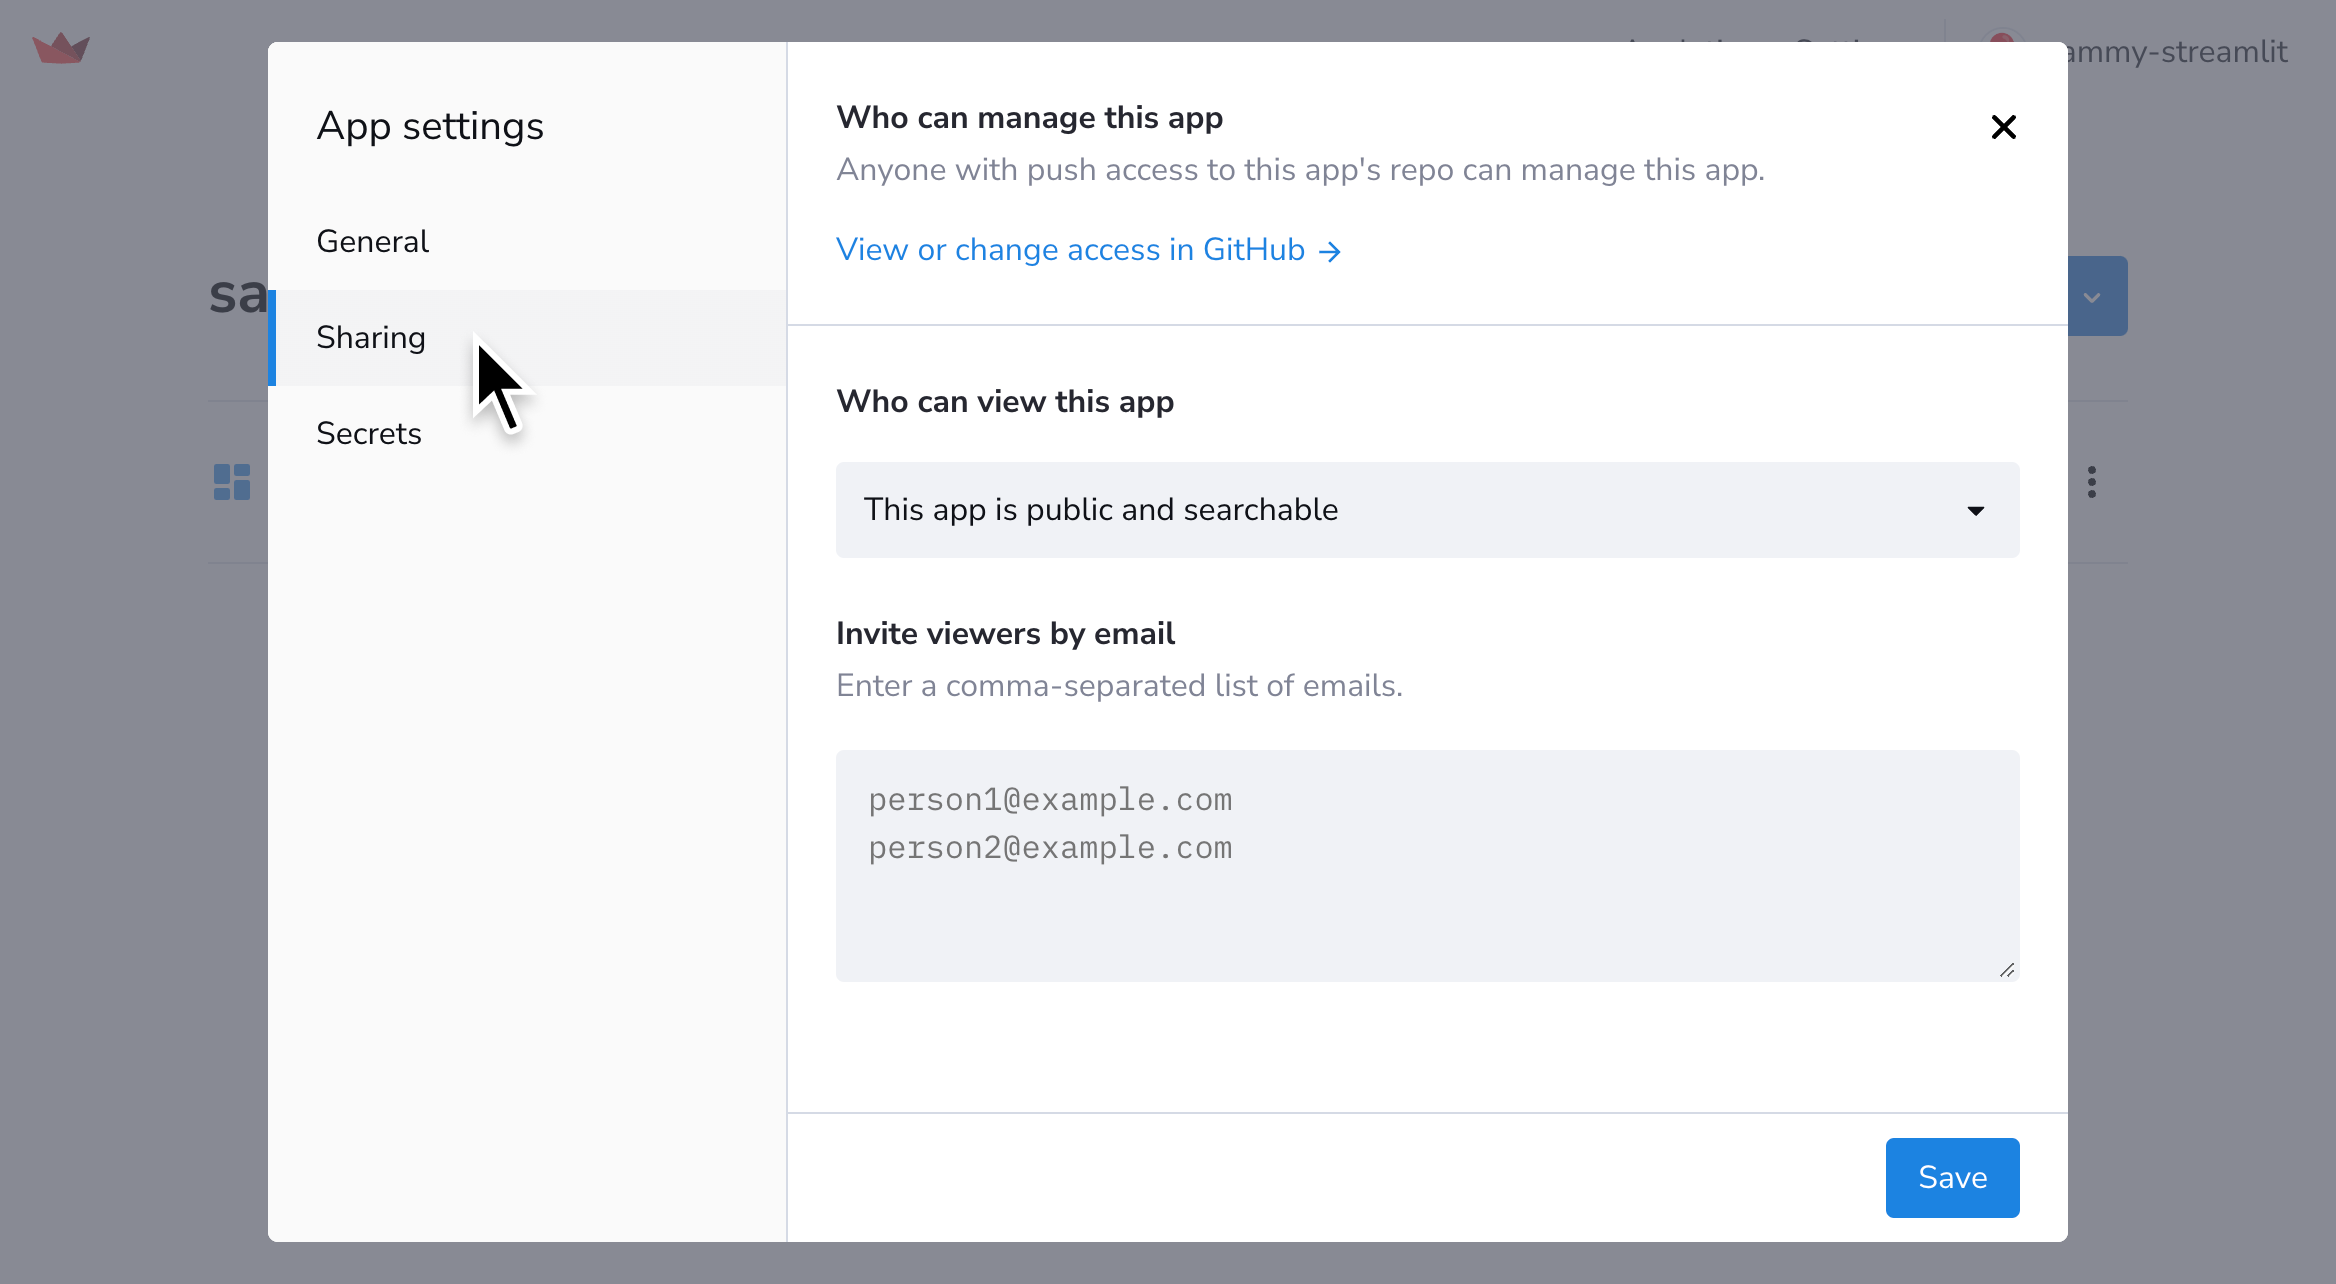 App settings
General
Sharing
Secrets
Who can manage this app
Anyone with push access to this app's repo can manage this app.
View or change access in GitHub →
Who can view this app
This app is public and searchable
Invite viewers by email
Enter a comma-separated list of emails.
person1@example.com
person2@example.com
Save
ammy-streamlit
sa